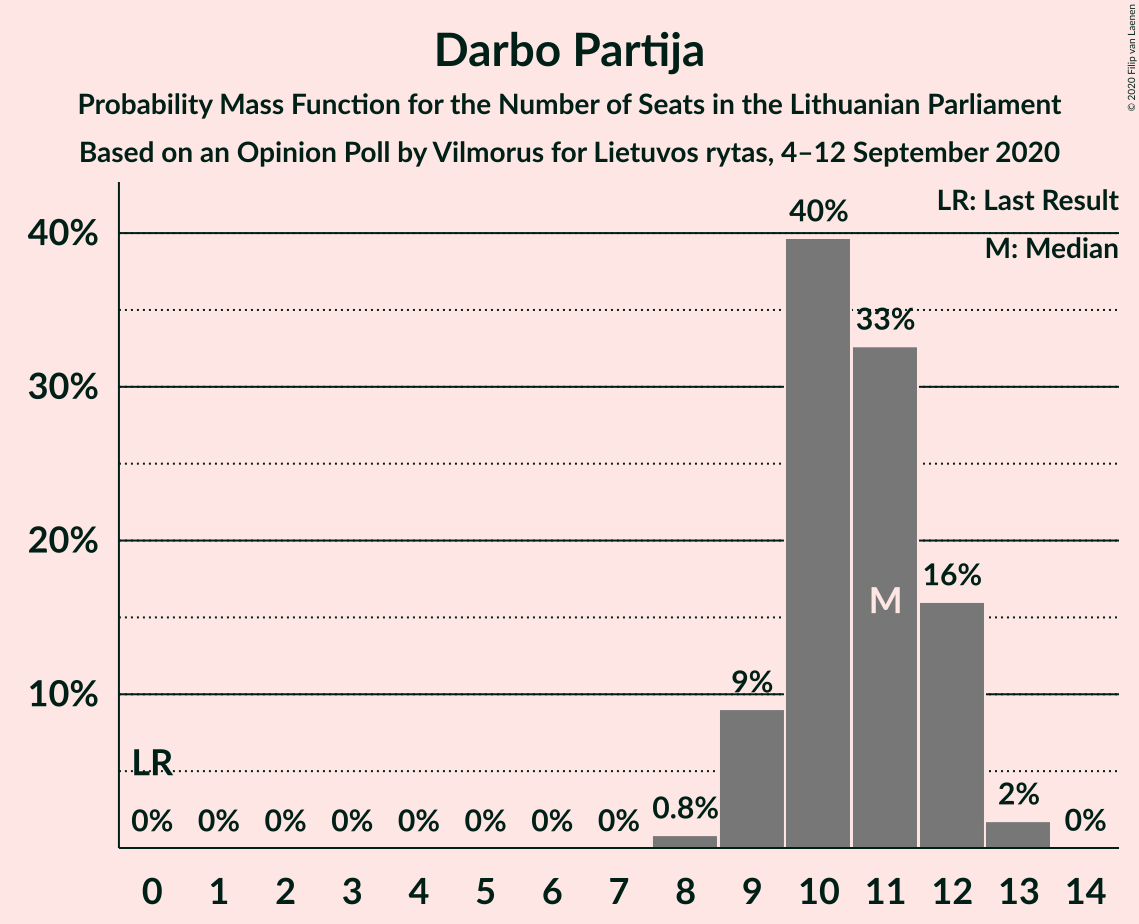 Darbo Partija
Probability Mass Function for the Number of Seats in the Lithuanian Parliament
Based on an Opinion Poll by Vilmorus for Lietuvos rytas, 4–12 September 2020
© 2020 Filip van Laenen
LR: Last Result
M: Median
40%
30%
20%
10%
LR
0% 0% 0% 0% 0% 0% 0% 0% 0.8% 9% 40% 33% 16% 2% 0%
M
0 1 2 3 4 5 6 7 8 9 10 11 12 13 14